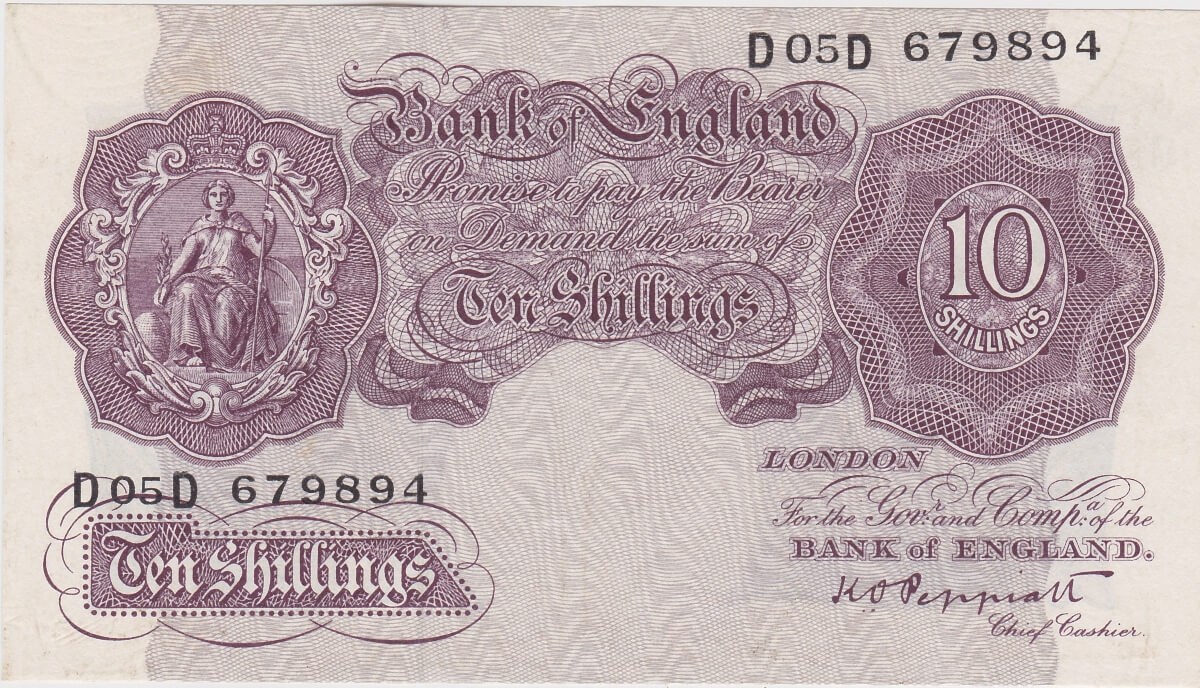 D05D 679894
Bank of England
Promise to pay the Bearer
on Demand the sum of
Ten Shillings
10
SHILLINGS
D05D 679894
Ten Shillings
LONDON
For the Govr. and Compa. of the
BANK of ENGLAND.
K O Peppiatt
Chief Cashier.